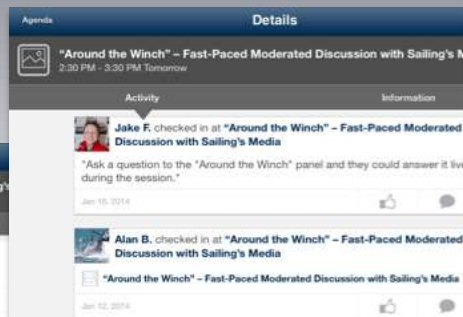 Agenda
Details
"Around the Winch" – Fast-Paced Moderated Discussion with Sailing's
2:30 PM - 3:30 PM Tomorrow
Activity
Information
Jake F. checked in at "Around the Winch" – Fast-Paced Moderated
Discussion with Sailing's Media
"Ask a question to the "Around the Winch" panel and they could answer it live
during the session."
Jan 16, 2014
Alan B. checked in at "Around the Winch" – Fast-Paced Moderated
Discussion with Sailing's Media
"Around the Winch" – Fast-Paced Moderated Discussion with Sailing's Media
Jan 12, 2014